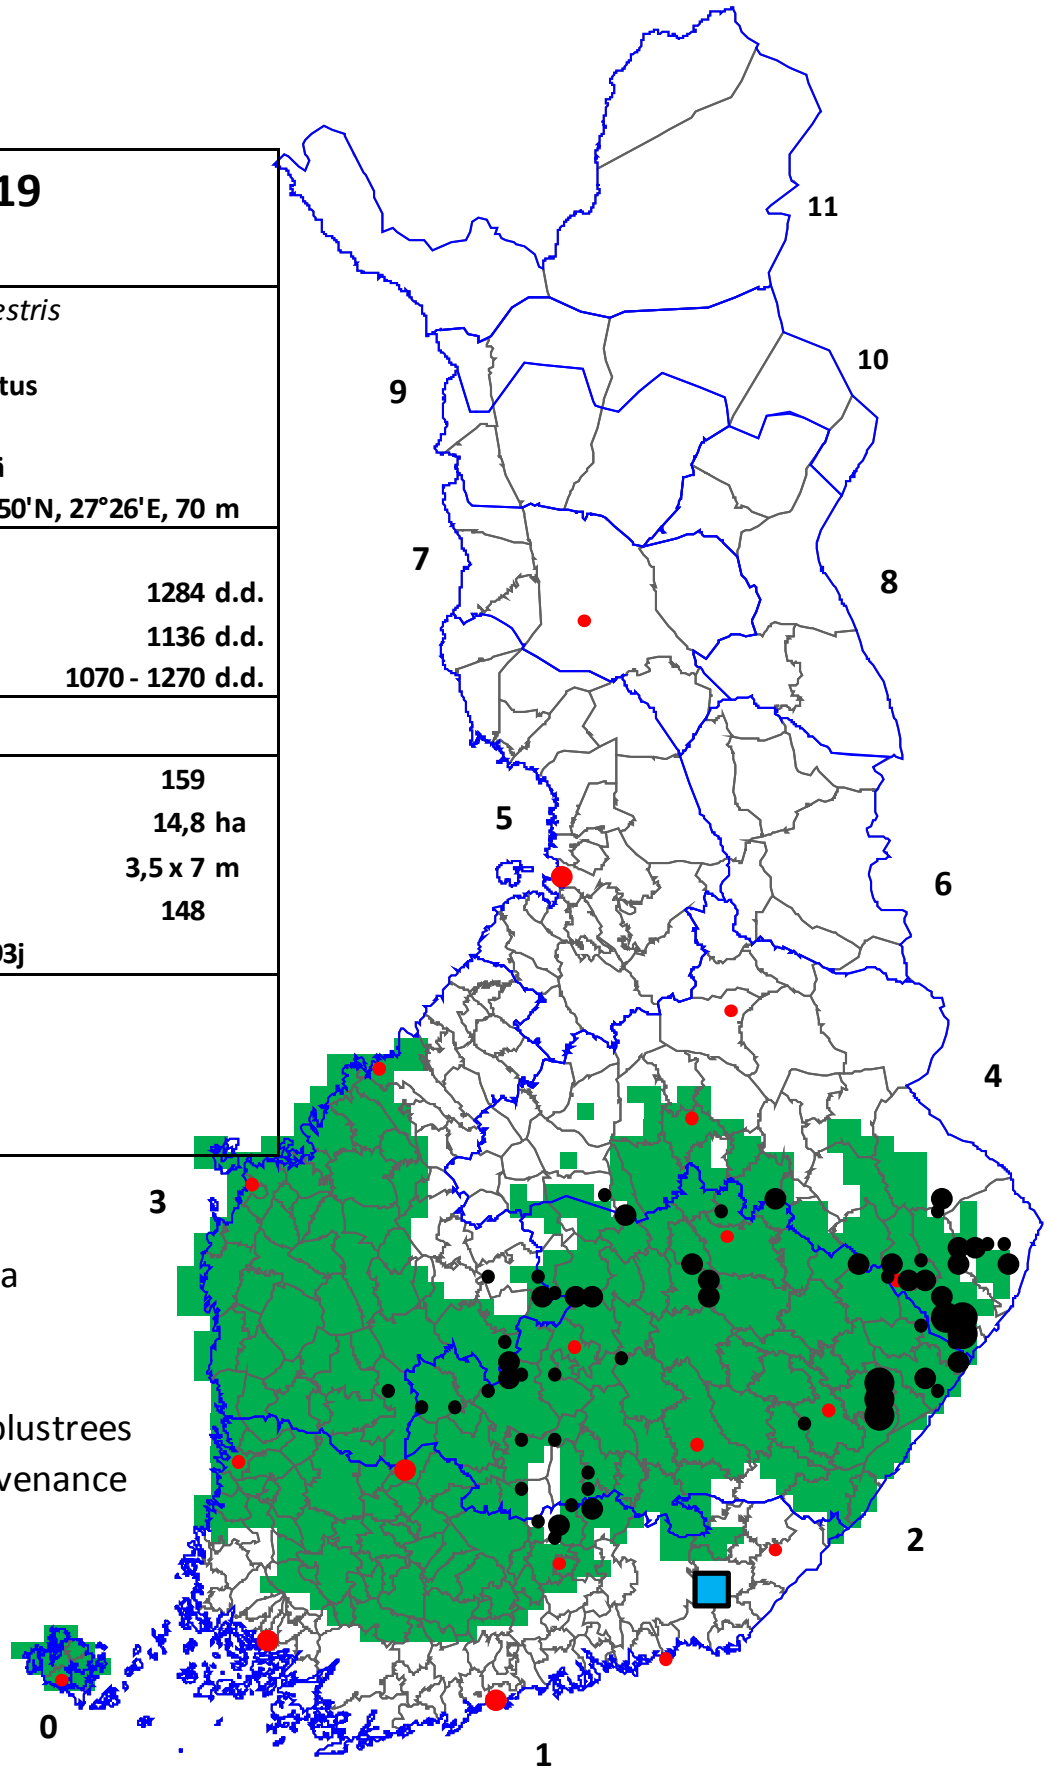 19
estris
tus
ä
50'N, 27°26'E, 70 m
1284 d.d.
1136 d.d.
1070 - 1270 d.d.
159
14,8 ha
3,5 x 7 m
148
03j
11
10
9
7
8
5
6
4
3
a
plustrees
venance
2
0
1